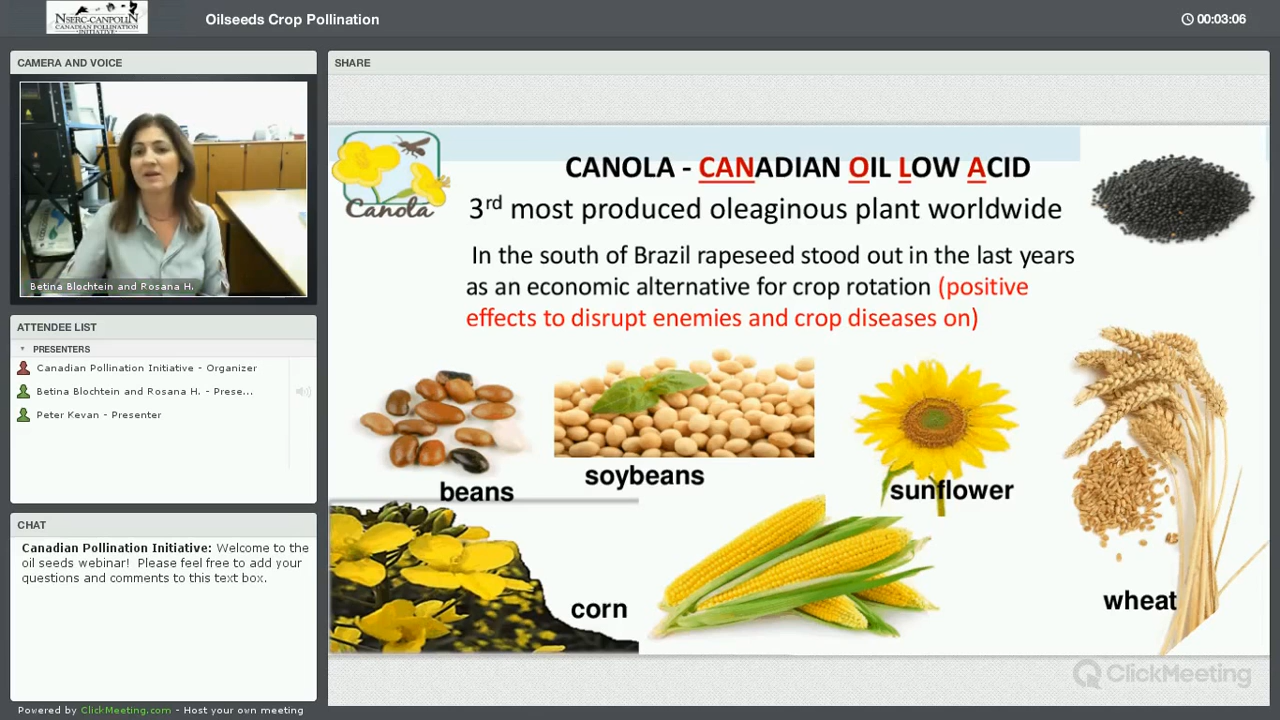 NSERC-CANPOLIN
CANADIAN POLLINATION
INITIATIVE
Oilseeds Crop Pollination
00:03:06
CAMERA AND VOICE
Betina Blochtein and Rosana H.
ATTENDEE LIST
PRESENTERS
Canadian Pollination Initiative - Organizer
Betina Blochtein and Rosana H. - Prese...
Peter Kevan - Presenter
CHAT
Canadian Pollination Initiative: Welcome to the
oil seeds webinar! Please feel free to add your
questions and comments to this text box.
Powered by ClickMeeting.com - Host your own meeting
SHARE
Canola
CANOLA - CANADIAN OIL LOW ACID
3rd most produced oleaginous plant worldwide
In the south of Brazil rapeseed stood out in the last years
as an economic alternative for crop rotation (positive
effects to disrupt enemies and crop diseases on)
beans
soybeans
sunflower
corn
wheat
ClickMeeting